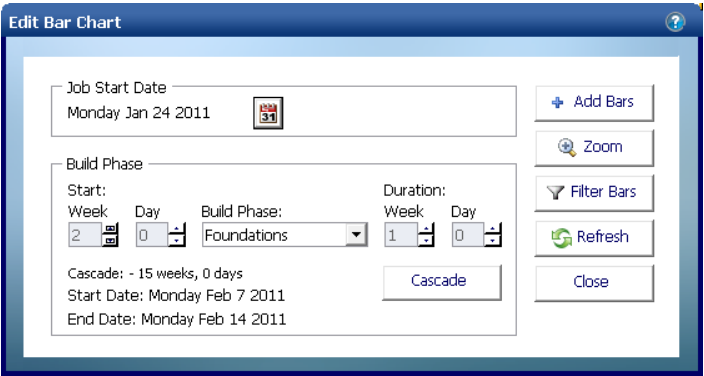 Edit Bar Chart
?
Job Start Date
Monday Jan 24 2011
31
Add Bars
Zoom
Filter Bars
Refresh
Close
Build Phase
Start:
Duration:
Week Day Build Phase: Week Day
2 0 Foundations 1 0
Cascade: - 15 weeks, 0 days
Cascade
Start Date: Monday Feb 7 2011
End Date: Monday Feb 14 2011